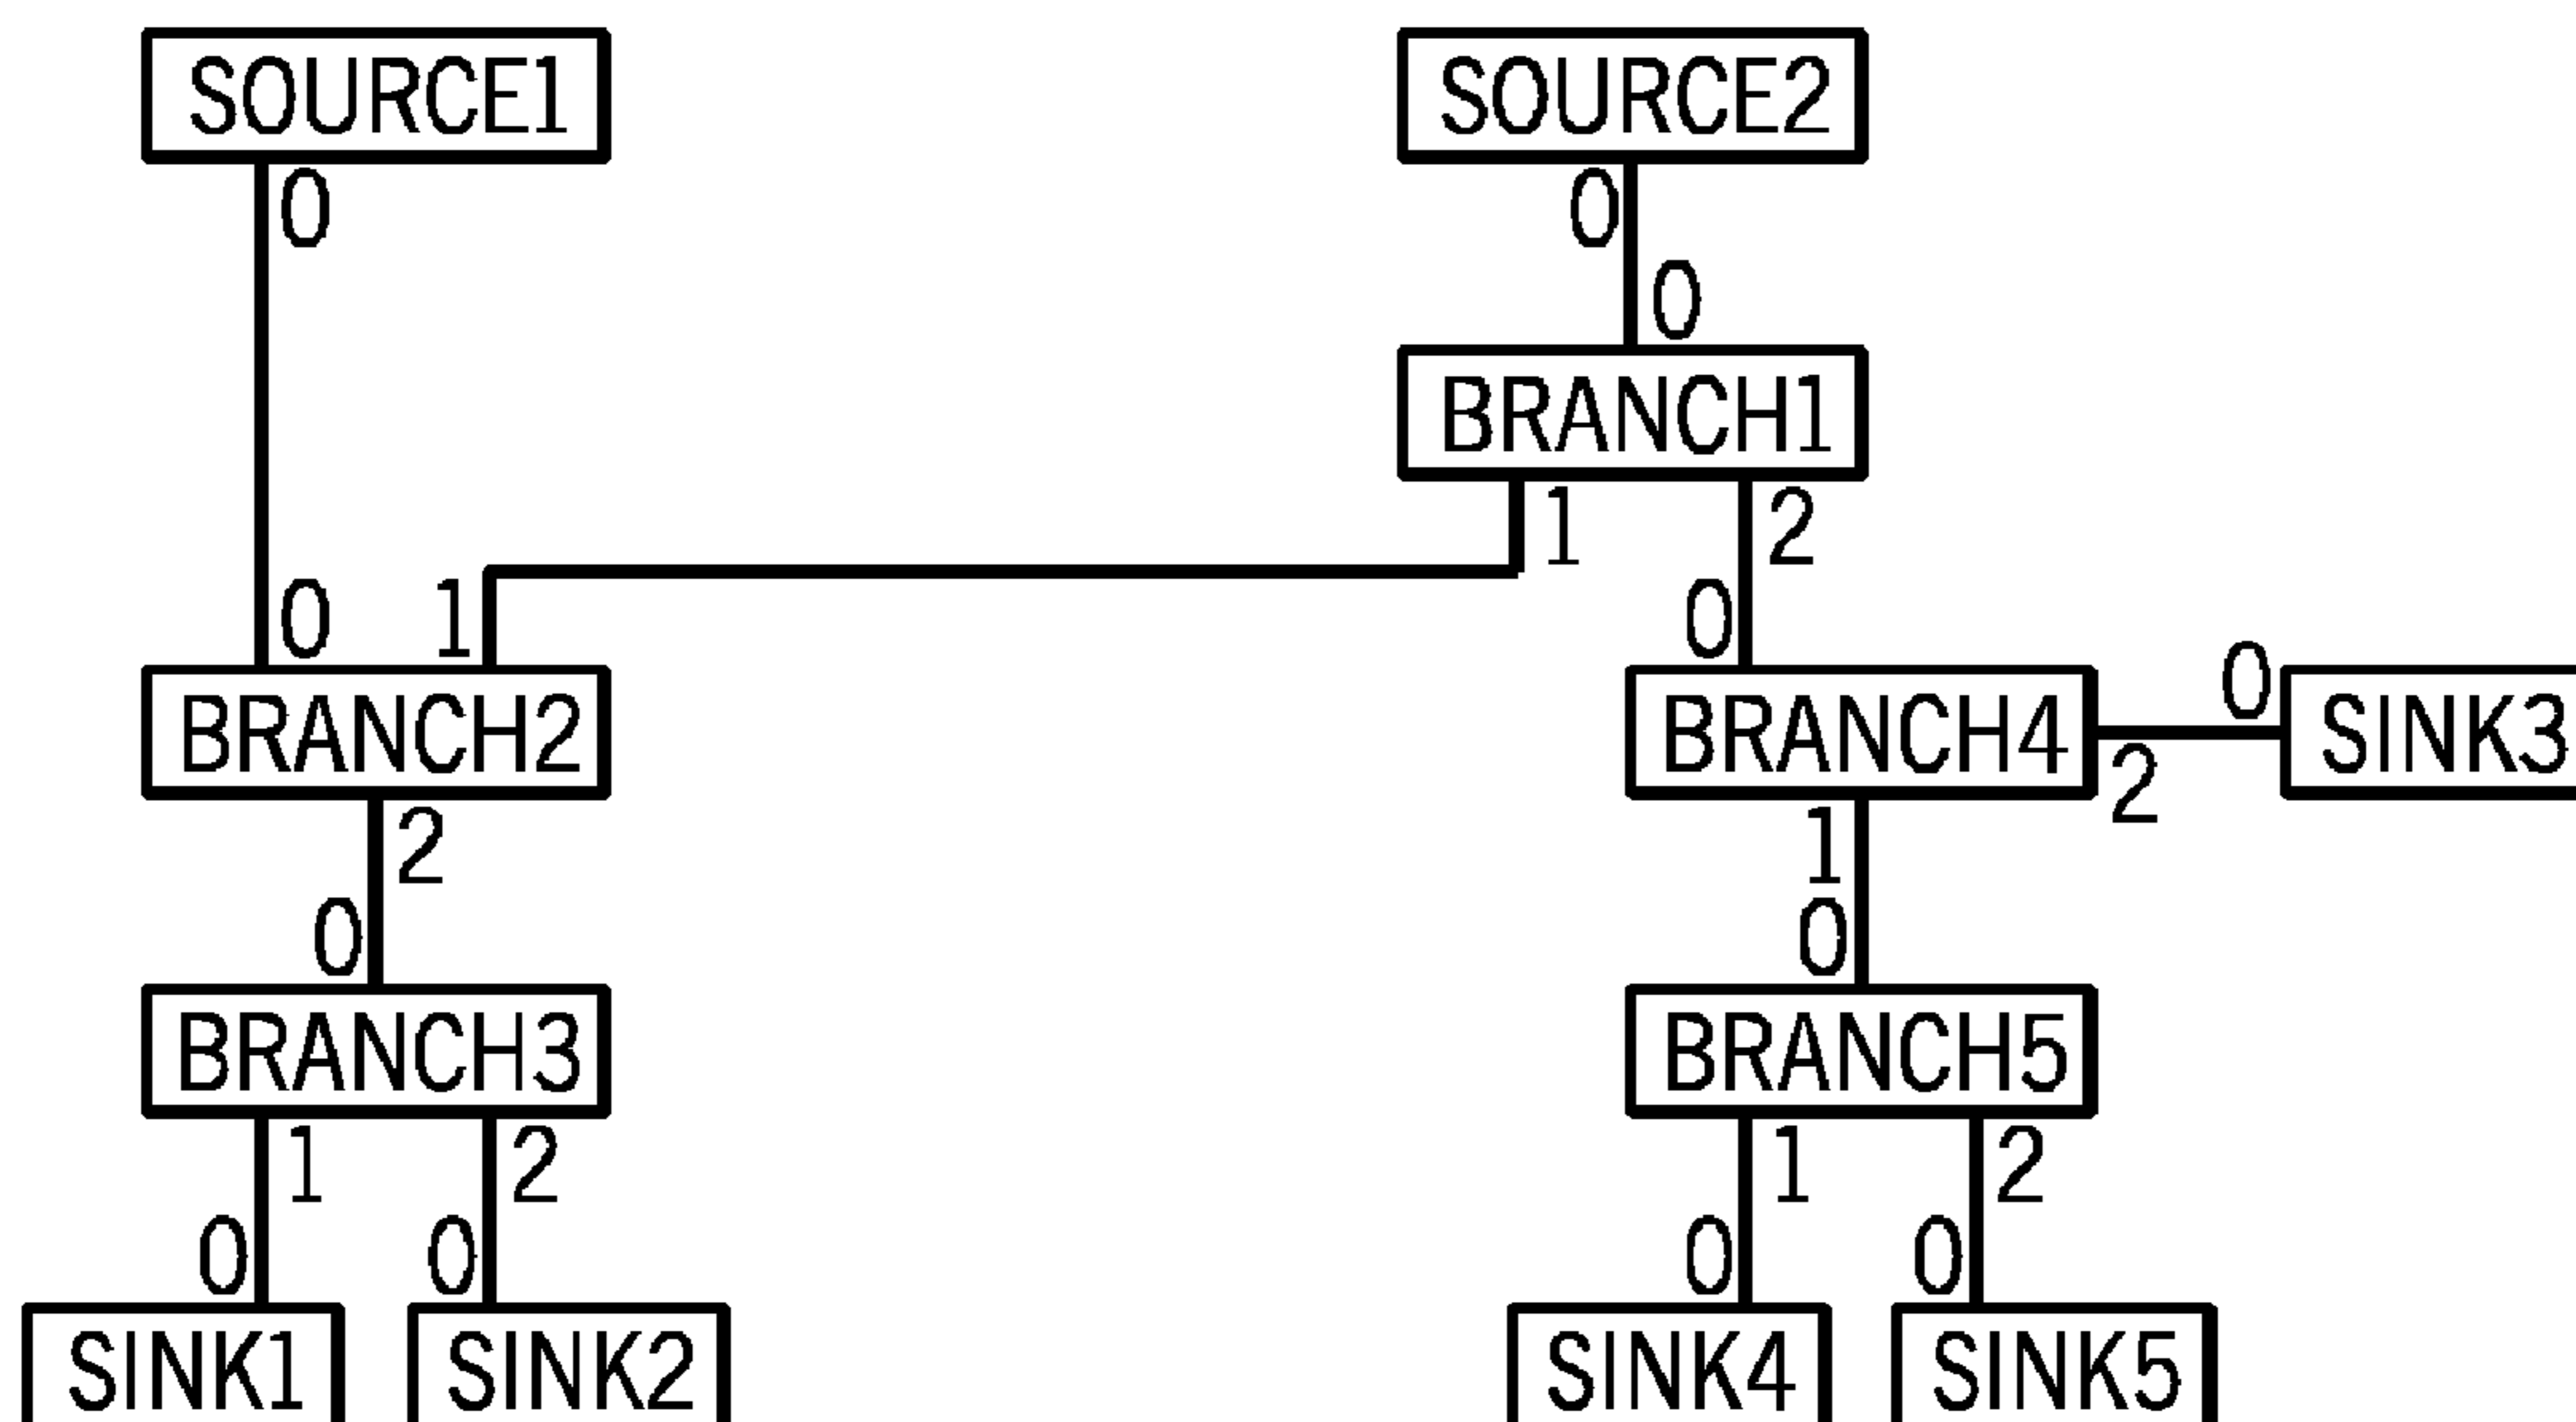 SOURCE1 SOURCE2
0 0
0
BRANCH1
1 2
0 1 0
0
BRANCH2 BRANCH4 SINK3
2
2 1
0 0
BRANCH3 BRANCH5
1 2 1 2
0 0 0 0
SINK1 SINK2 SINK4 SINK5